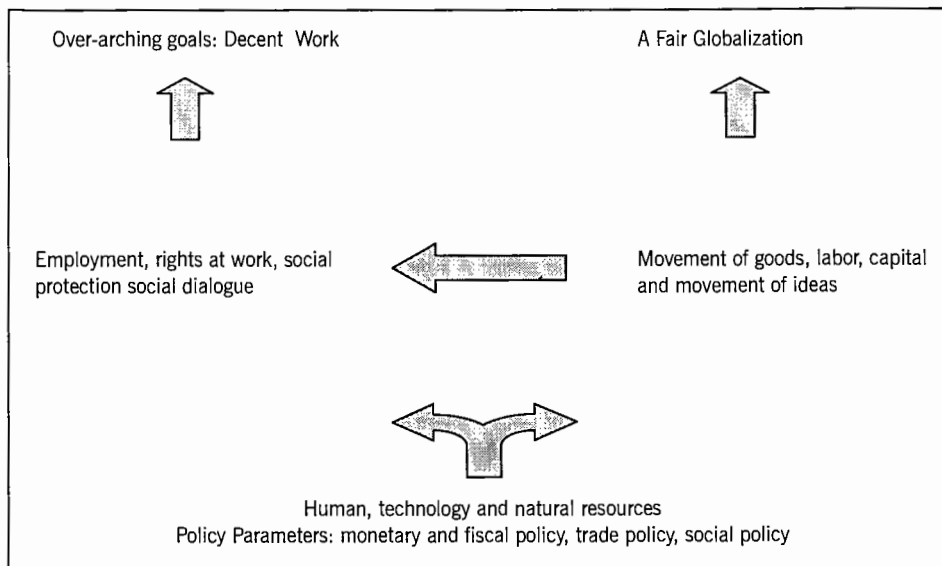 Over-arching goals: Decent Work
A Fair Globalization
Employment, rights at work, social
protection social dialogue
Movement of goods, labor, capital
and movement of ideas
Human, technology and natural resources
Policy Parameters: monetary and fiscal policy, trade policy, social policy